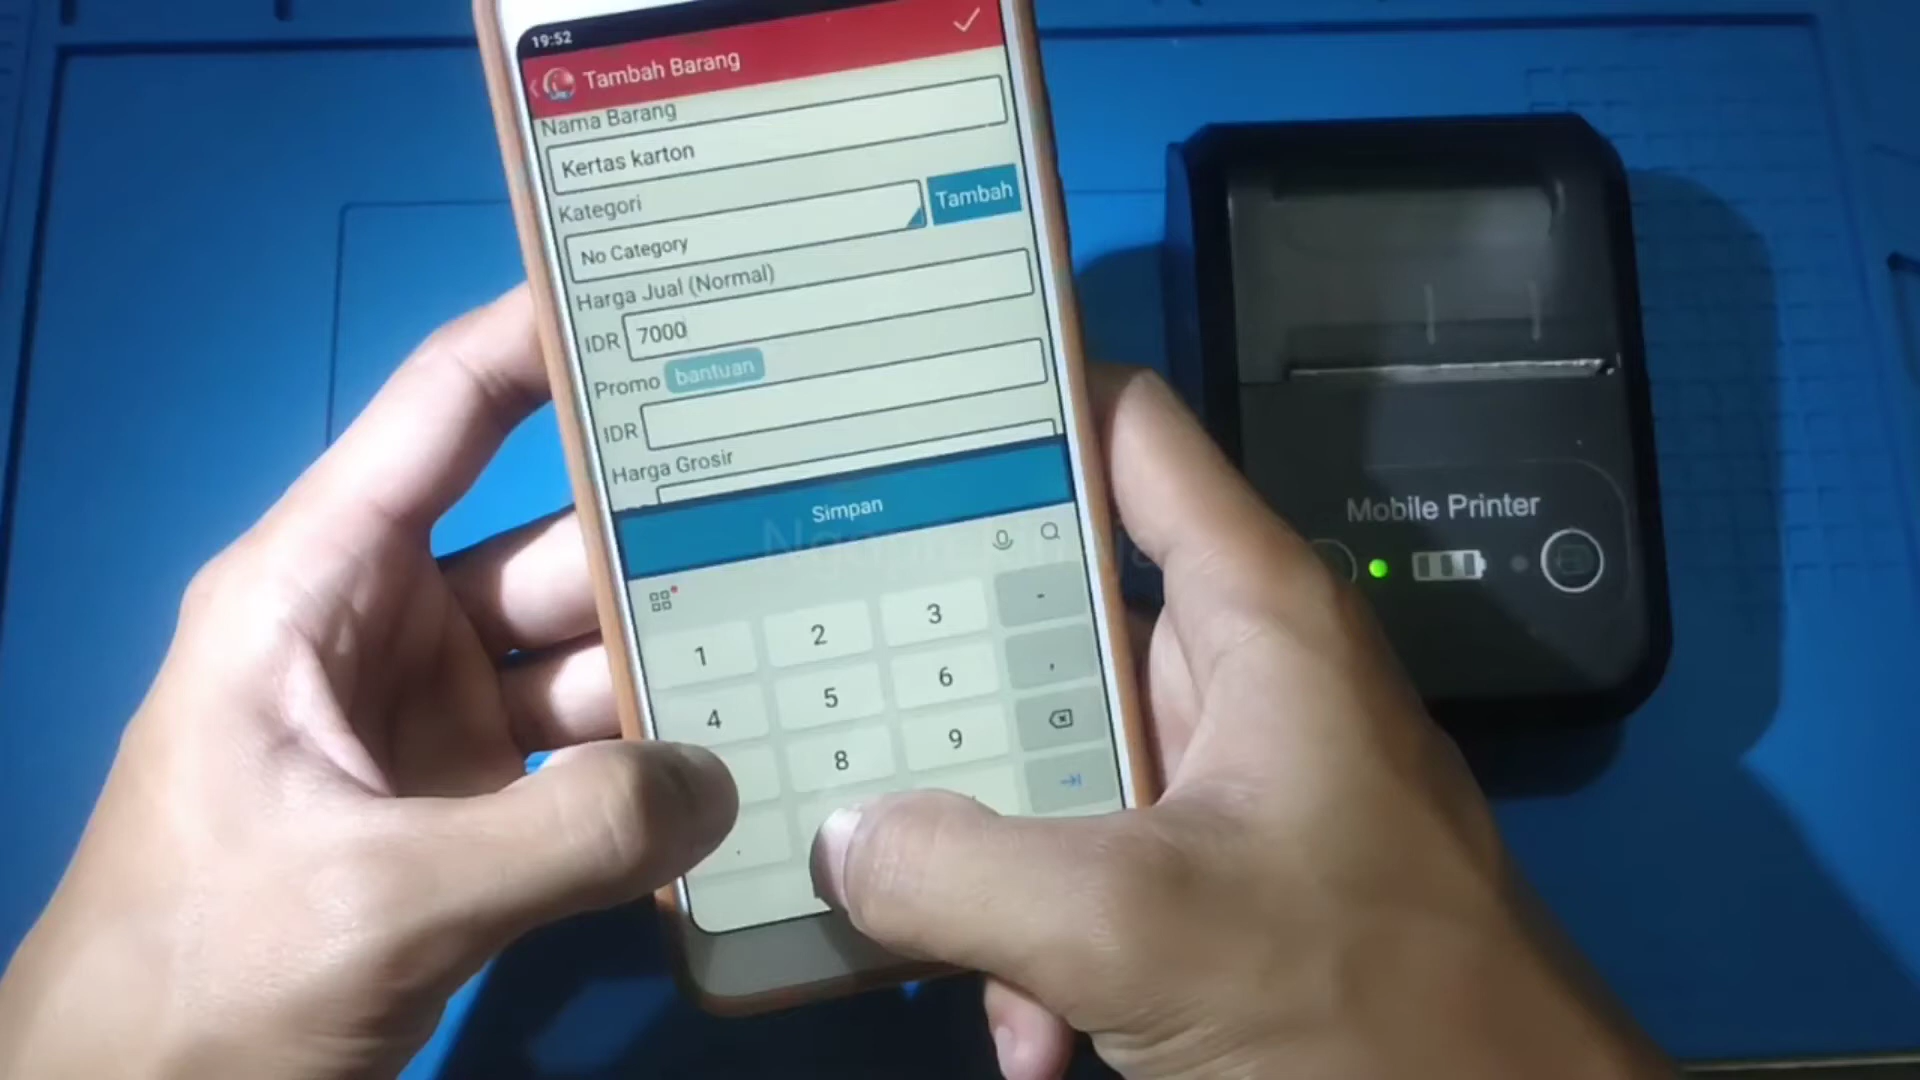 19:52
Tambah Barang
Nama Barang
Kertas karton
Kategori
Tambah
No Category
Harga Jual (Normal)
IDR 7000
Promo bantuan
IDR
Harga Grosir
Simpan
1 2 3 -
4 5 6 ,
8 9
.
Mobile Printer